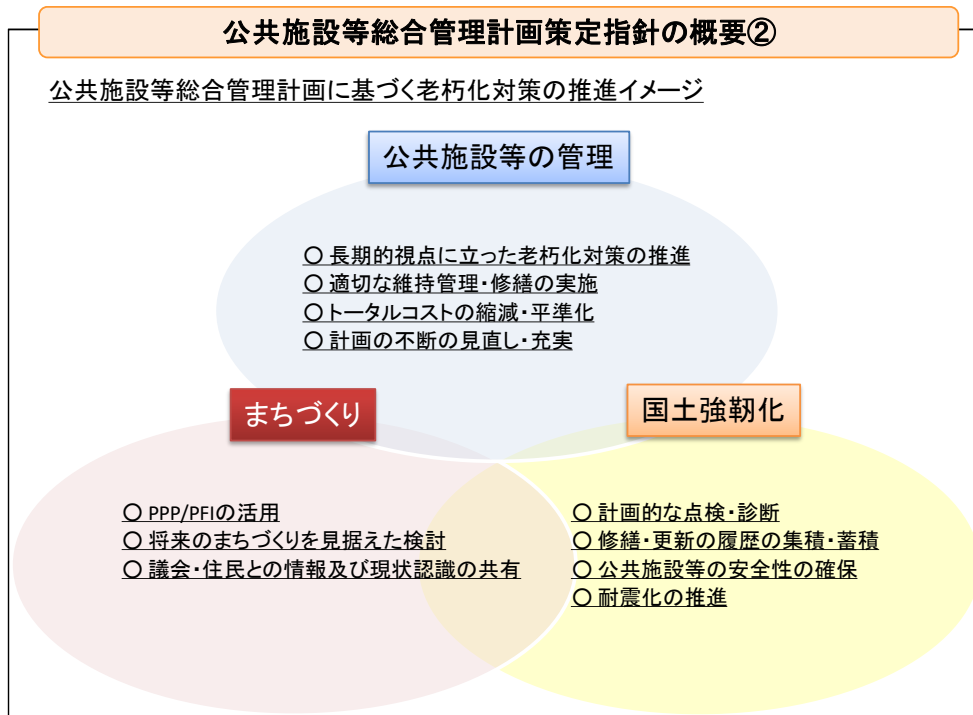 公共施設等総合管理計画策定指針の概要②
公共施設等総合管理計画に基づく老朽化対策の推進イメージ
公共施設等の管理
○ 長期的視点に立った老朽化対策の推進
○ 適切な維持管理・修繕の実施
○ トータルコストの縮減・平準化
○ 計画の不断の見直し・充実
まちづくり
○ PPP/PFIの活用
○ 将来のまちづくりを見据えた検討
○ 議会・住民との情報及び現状認識の共有
国土強靭化
○ 計画的な点検・診断
○ 修繕・更新の履歴の集積・蓄積
○ 公共施設等の安全性の確保
○ 耐震化の推進